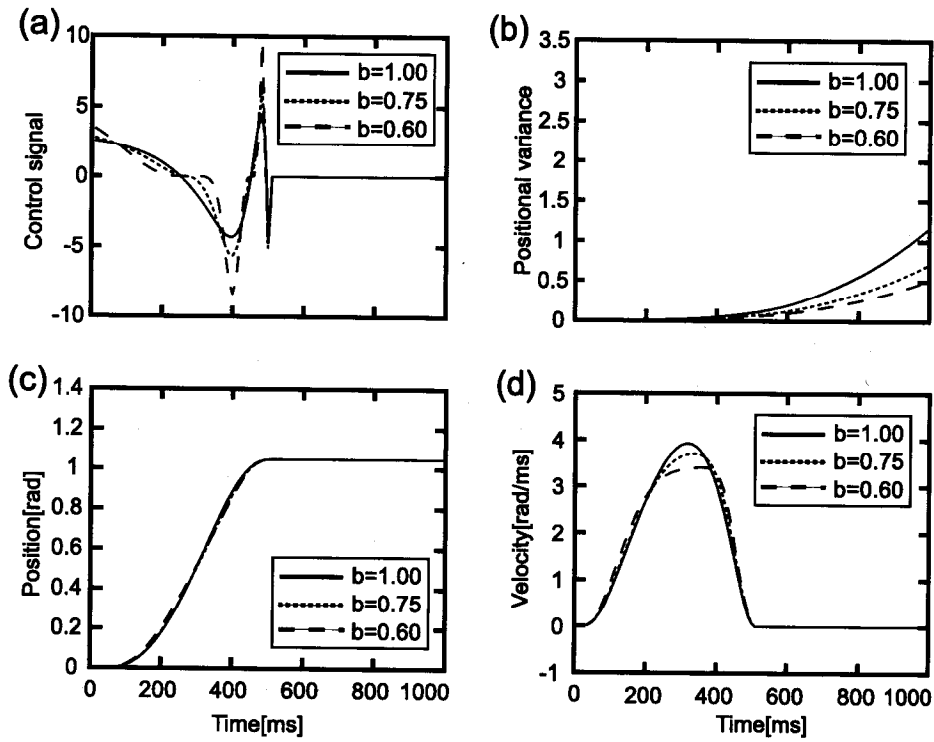 (a)
10
5
0
-5
-10
Control signal
b=1.00
b=0.75
b=0.60
(b)
3.5
3
2.5
2
1.5
1
0.5
0
Positional variance
b=1.00
b=0.75
b=0.60
(c)
1.4
1.2
1
0.8
0.6
0.4
0.2
0
Position[rad]
b=1.00
b=0.75
b=0.60
0 200 400 600 800 1000
Time[ms]
(d)
5
4
3
2
1
0
-1
Velocity[rad/ms]
b=1.00
b=0.75
b=0.60
0 200 400 600 800 1000
Time[ms]